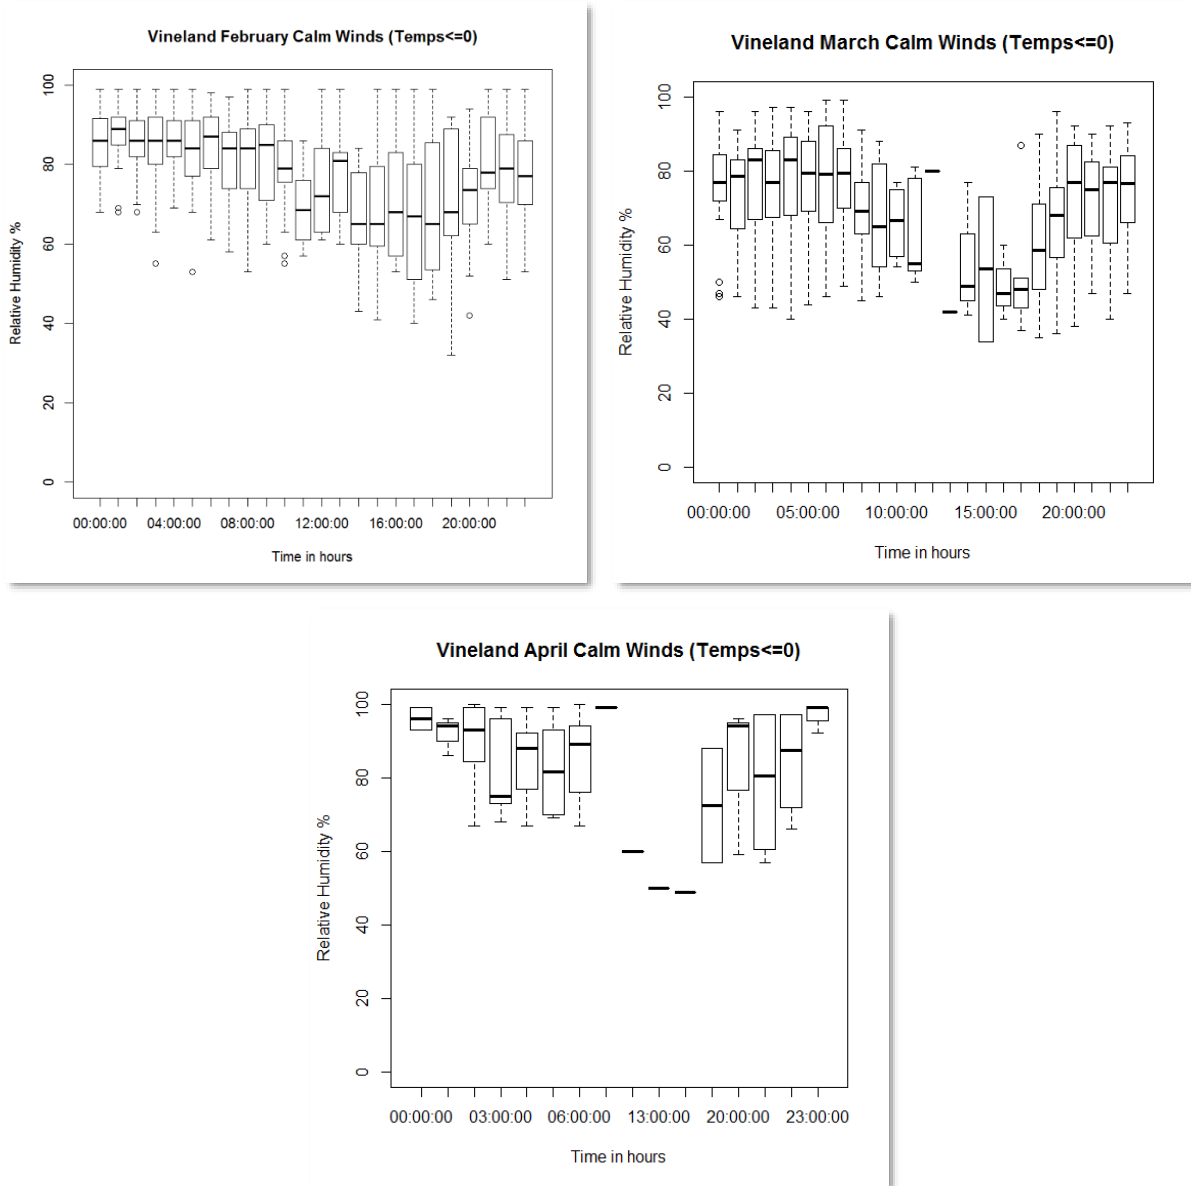 Vineland February Calm Winds (Temps<=0)
Relative Humidity %
100
80
60
40
20
0
00:00:00 04:00:00 08:00:00 12:00:00 16:00:00 20:00:00
Time in hours
Vineland March Calm Winds (Temps<=0)
Relative Humidity %
100
80
60
40
20
0
00:00:00 05:00:00 10:00:00 15:00:00 20:00:00
Time in hours
Vineland April Calm Winds (Temps<=0)
Relative Humidity %
100
80
60
40
20
0
00:00:00 03:00:00 06:00:00 13:00:00 20:00:00 23:00:00
Time in hours